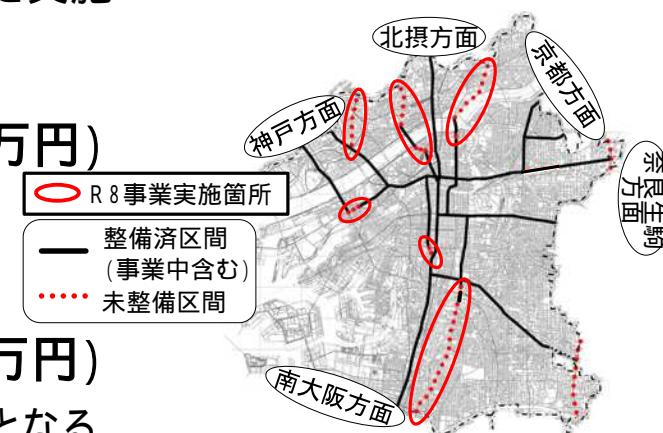 実施
万円)
R8事業実施箇所
整備済区間
(事業中含む)
未整備区間
万円)
となる
北摂方面
京都方面
神戸方面
奈良生駒
方面
南大阪方面